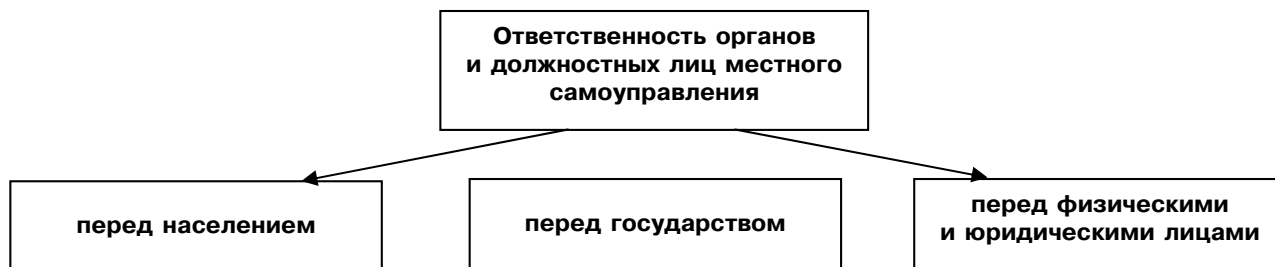 Ответственность органов
и должностных лиц местного
самоуправления
перед населением
перед государством
перед физическими
и юридическими лицами